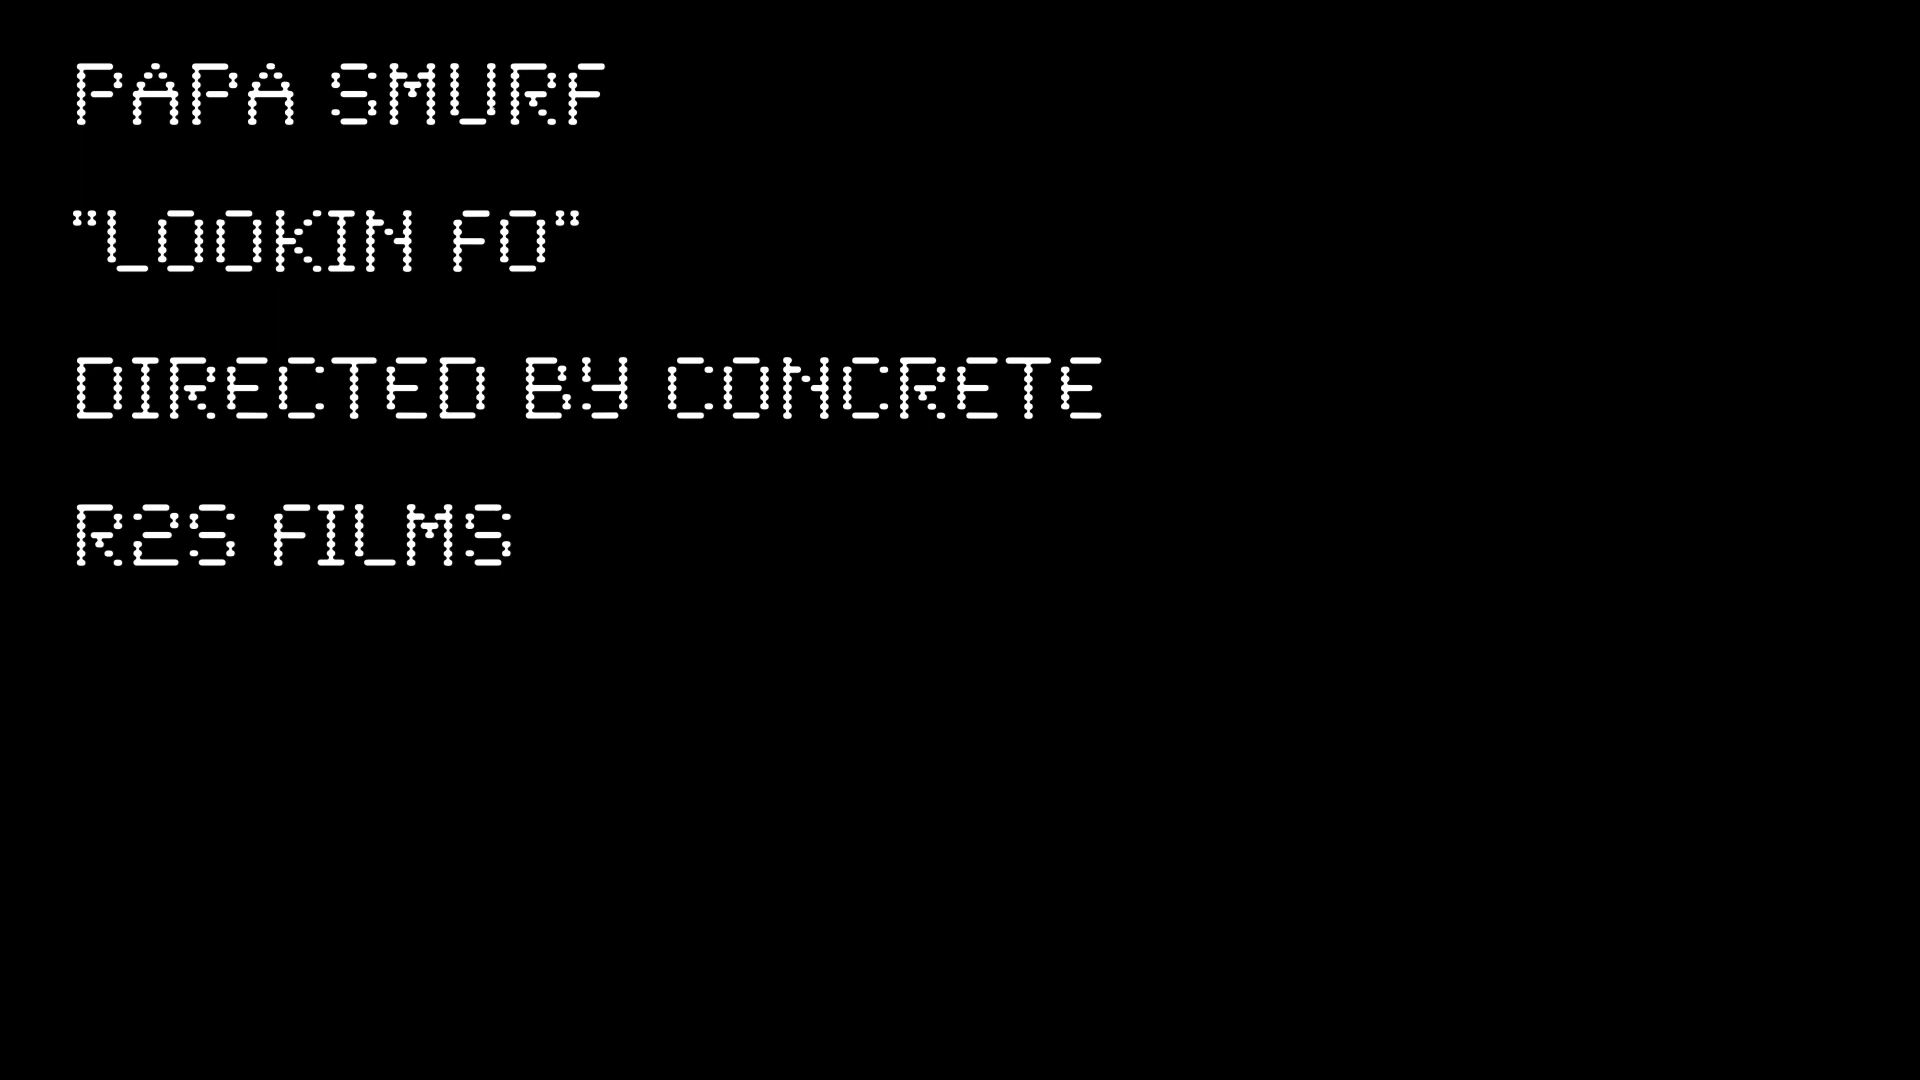 PAPA SMURF
"LOOKIN FO"
DIRECTED BY CONCRETE
R2S FILMS